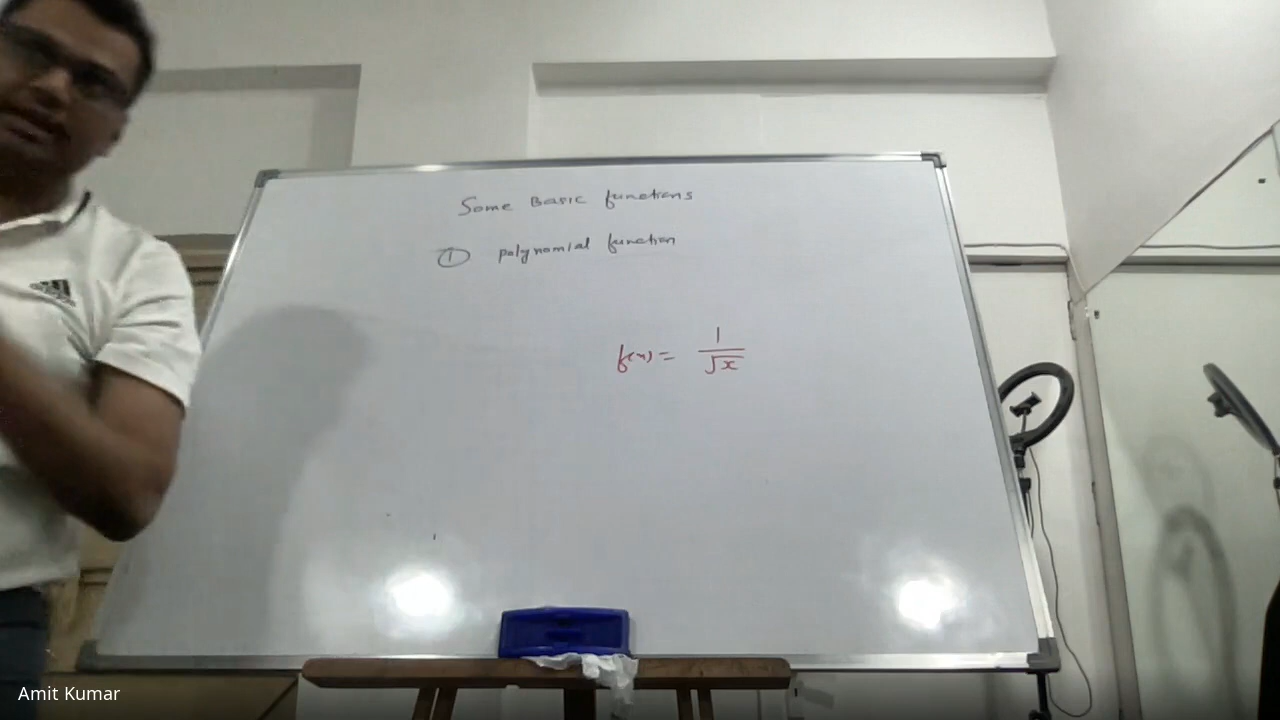 Some Basic functions
① polynomial function
f(x) = 1/√x
Amit Kumar